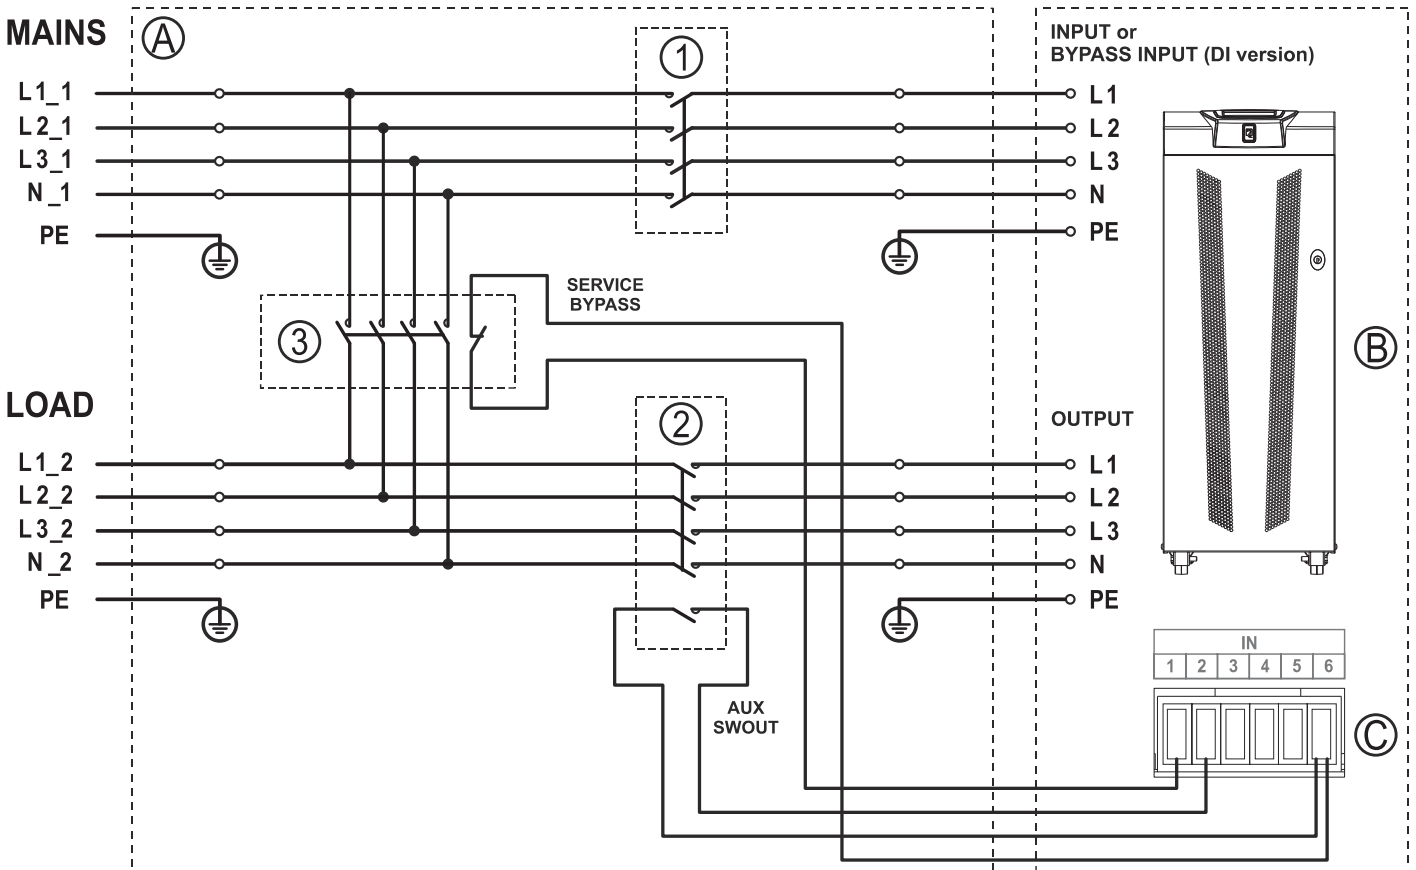 MAINS
A
1
INPUT or
BYPASS INPUT (DI version)
L1_1
L1
L2_1
L2
L3_1
L3
N_1
N
PE
PE
SERVICE
BYPASS
3
B
LOAD
2
OUTPUT
L1_2
L1
L2_2
L2
L3_2
L3
N_2
N
PE
PE
IN
1 2 3 4 5 6
AUX
SWOUT
C